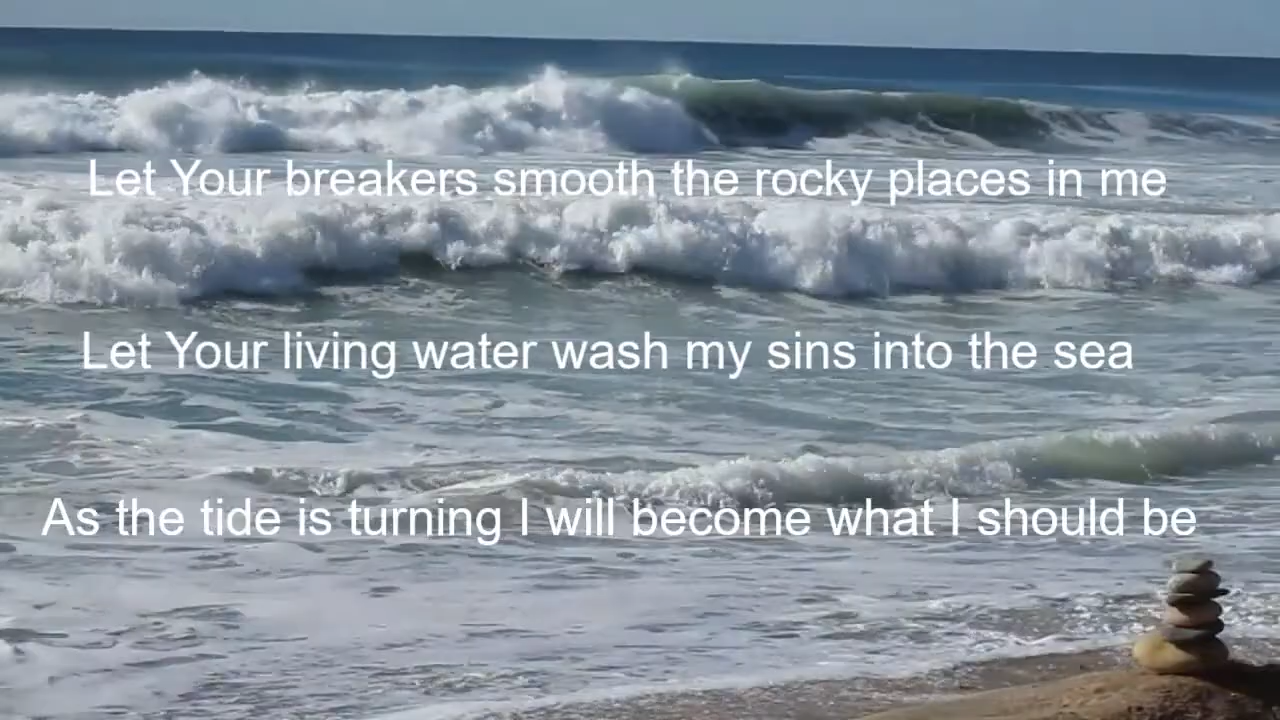 Let Your breakers smooth the rocky places in me
Let Your living water wash my sins into the sea
As the tide is turning I will become what I should be